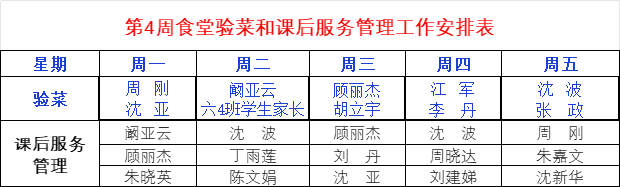 第4周食堂验菜和课后服务管理工作安排表
星期 周一 周二 周三 周四 周五
验菜 周 刚 阚亚云 顾丽杰 江 军 沈 波
沈 亚 六4班学生家长 胡立宇 李 丹 张 政
课后服务管理 阚亚云 沈 波 顾丽杰 沈 波 周 刚
顾丽杰 丁雨莲 刘 丹 周晓达 朱嘉文
朱晓英 陈文娟 沈 亚 刘建娣 沈新华